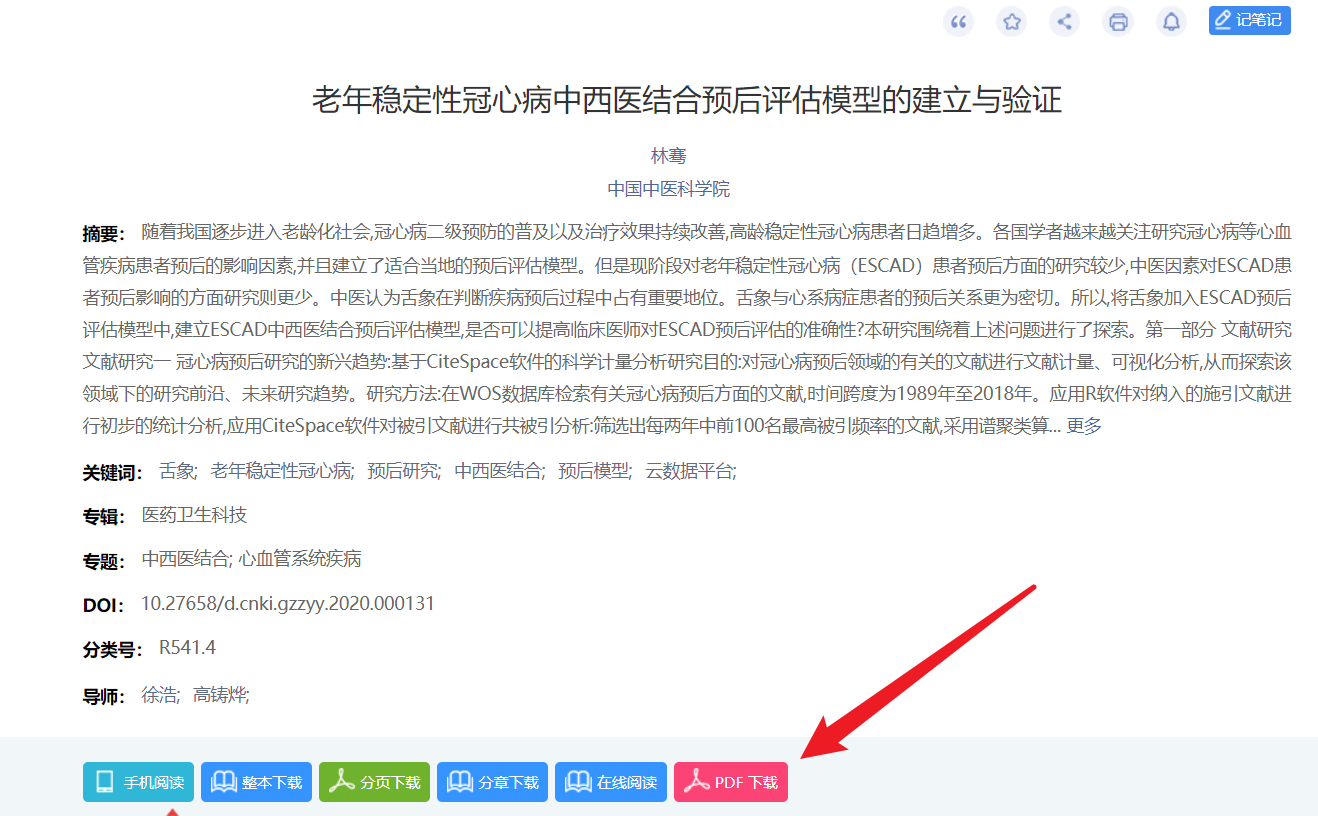 记笔记
老年稳定性冠心病中西医结合预后评估模型的建立与验证
林骞
中国中医科学院
摘要： 随着我国逐步进入老龄化社会,冠心病二级预防的普及以及治疗效果持续改善,高龄稳定性冠心病患者日趋增多。各国学者越来越关注研究冠心病等心血
管疾病患者预后的影响因素,并且建立了适合当地的预后评估模型。但是现阶段对老年稳定性冠心病（ESCAD）患者预后方面的研究较少,中医因素对ESCAD患
者预后影响的方面研究则更少。中医认为舌象在判断疾病预后过程中占有重要地位。舌象与心系病症患者的预后关系更为密切。所以,将舌象加入ESCAD预后
评估模型中,建立ESCAD中西医结合预后评估模型,是否可以提高临床医师对ESCAD预后评估的准确性?本研究围绕着上述问题进行了探索。第一部分 文献研究
文献研究一 冠心病预后研究的新兴趋势:基于CiteSpace软件的科学计量分析研究目的:对冠心病预后领域的有关的文献进行文献计量、可视化分析,从而探索该
领域下的研究前沿、未来研究趋势。研究方法:在WOS数据库检索有关冠心病预后方面的文献,时间跨度为1989年至2018年。应用R软件对纳入的施引文献进
行初步的统计分析,应用CiteSpace软件对被引文献进行共被引分析:筛选出每两年中前100名最高被引频率的文献,采用谱聚类算... 更多
关键词： 舌象; 老年稳定性冠心病; 预后研究; 中西医结合; 预后模型; 云数据平台;
专辑： 医药卫生科技
专题： 中西医结合; 心血管系统疾病
DOI： 10.27658/d.cnki.gzzyy.2020.000131
分类号： R541.4
导师： 徐浩; 高铸烨;
手机阅读 整本下载 分页下载 分章下载 在线阅读 PDF 下载